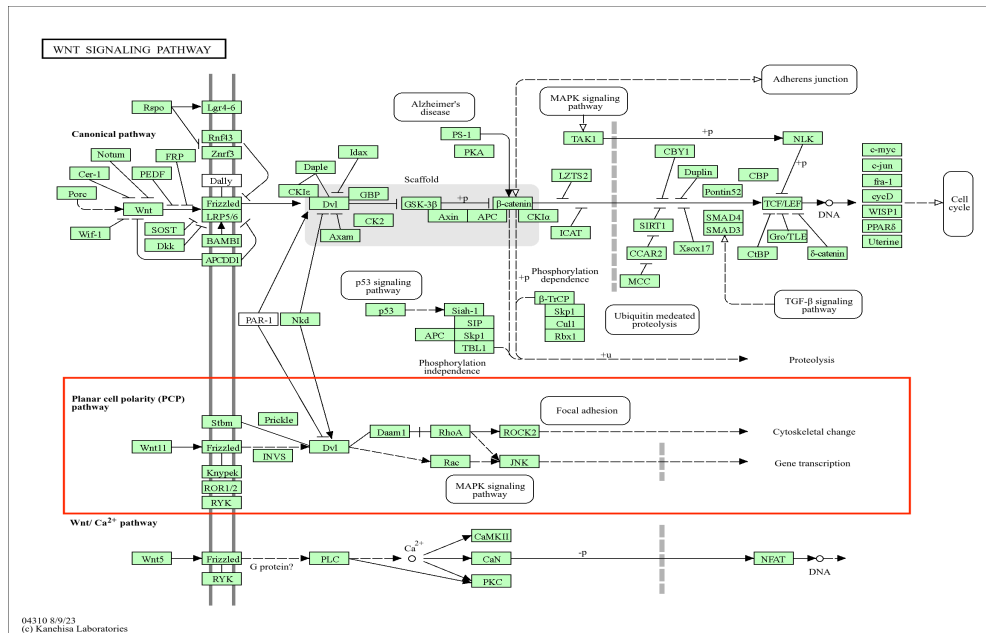 WNT SIGNALING PATHWAY
Canonical pathway
Rspo
Lgr4-6
Rnf43
Znrf3
Notum
Cer-1
Porc
PEDF
FRP
Wnt
Wif-1
SOST
Dkk
Dally
Frizzled
LRP5/6
BAMBI
APCDD1
Alzheimer's
disease
PS-1
PKA
Idax
Daple
CKIε
Dvl
GBP
CK2
Axam
Scaffold
GSK-3β
+p
Axin
APC
β-catenin
CKIα
Adherens junction
MAPK signaling
pathway
TAK1
+p
NLK
+p
LZTS2
ICAT
CBY1
Duplin
Pontin52
SIRT1
CCAR2
MCC
Xsox17
CBP
SMAD4
SMAD3
TCF/LEF
Gro/TLE
CtBP
δ-catenin
DNA
c-myc
c-jun
fra-1
cycD
WISP1
PPARδ
Uterine
Cell
cycle
p53 signaling
pathway
p53
Siah-1
SIP
APC
Skp1
TBL1
Phosphorylation
independence
+p
Phosphorylation
dependence
β-TrCP
Skp1
Cul1
Rbx1
Ubiquitin medeated
proteolysis
TGF-β signaling
pathway
+u
Proteolysis
PAR-1
Nkd
Planar cell polarity (PCP)
pathway
Stbm
Prickle
Wnt11
Frizzled
INVS
Dvl
Knypek
ROR1/2
RYK
Daam1
RhoA
ROCK2
Focal adhesion
Cytoskeletal change
Rac
JNK
Gene transcription
MAPK signaling
pathway
Wnt/ Ca2+ pathway
Wnt5
Frizzled
RYK
G protein?
PLC
Ca2+
CaMKII
CaN
PKC
-p
NFAT
DNA
04310 8/9/23
(c) Kanehisa Laboratories